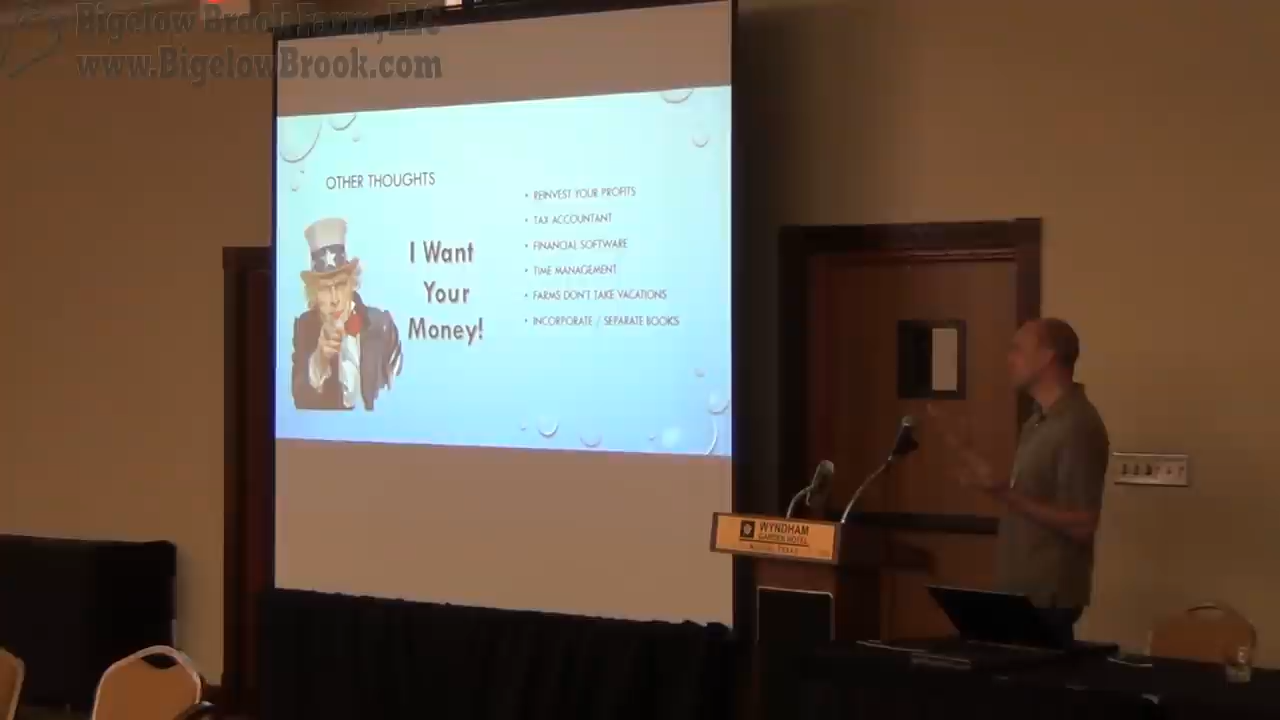 Bigelow Brook Farm, LLC
www.BigelowBrook.com
OTHER THOUGHTS
I Want
Your
Money!
• REINVEST YOUR PROFITS
• TAX ACCOUNTANT
• FINANCIAL SOFTWARE
• TIME MANAGEMENT
• FARMS DON'T TAKE VACATIONS
• INCORPORATE / SEPARATE BOOKS
WYNDHAM
GARDEN HOTEL
TEXAS